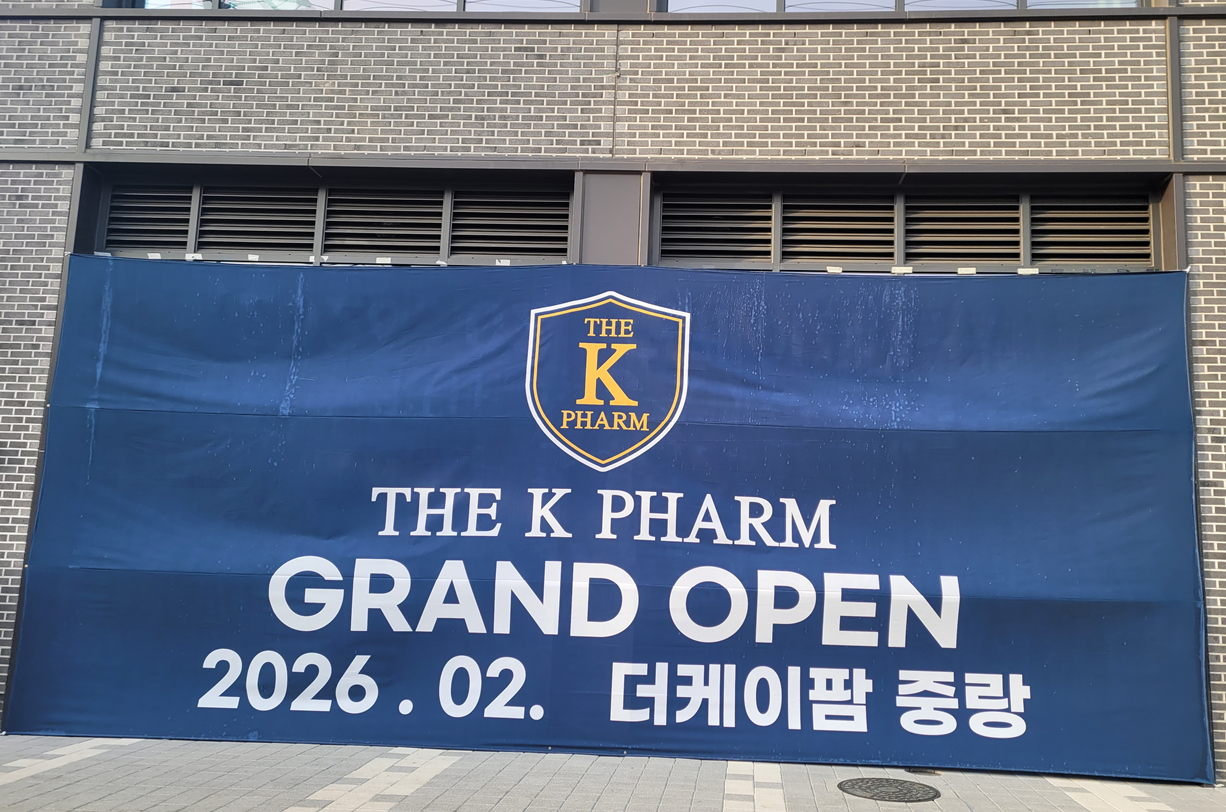 THE
K
PHARM
THE K PHARM
GRAND OPEN
2026 . 02. 더케이팜 중랑